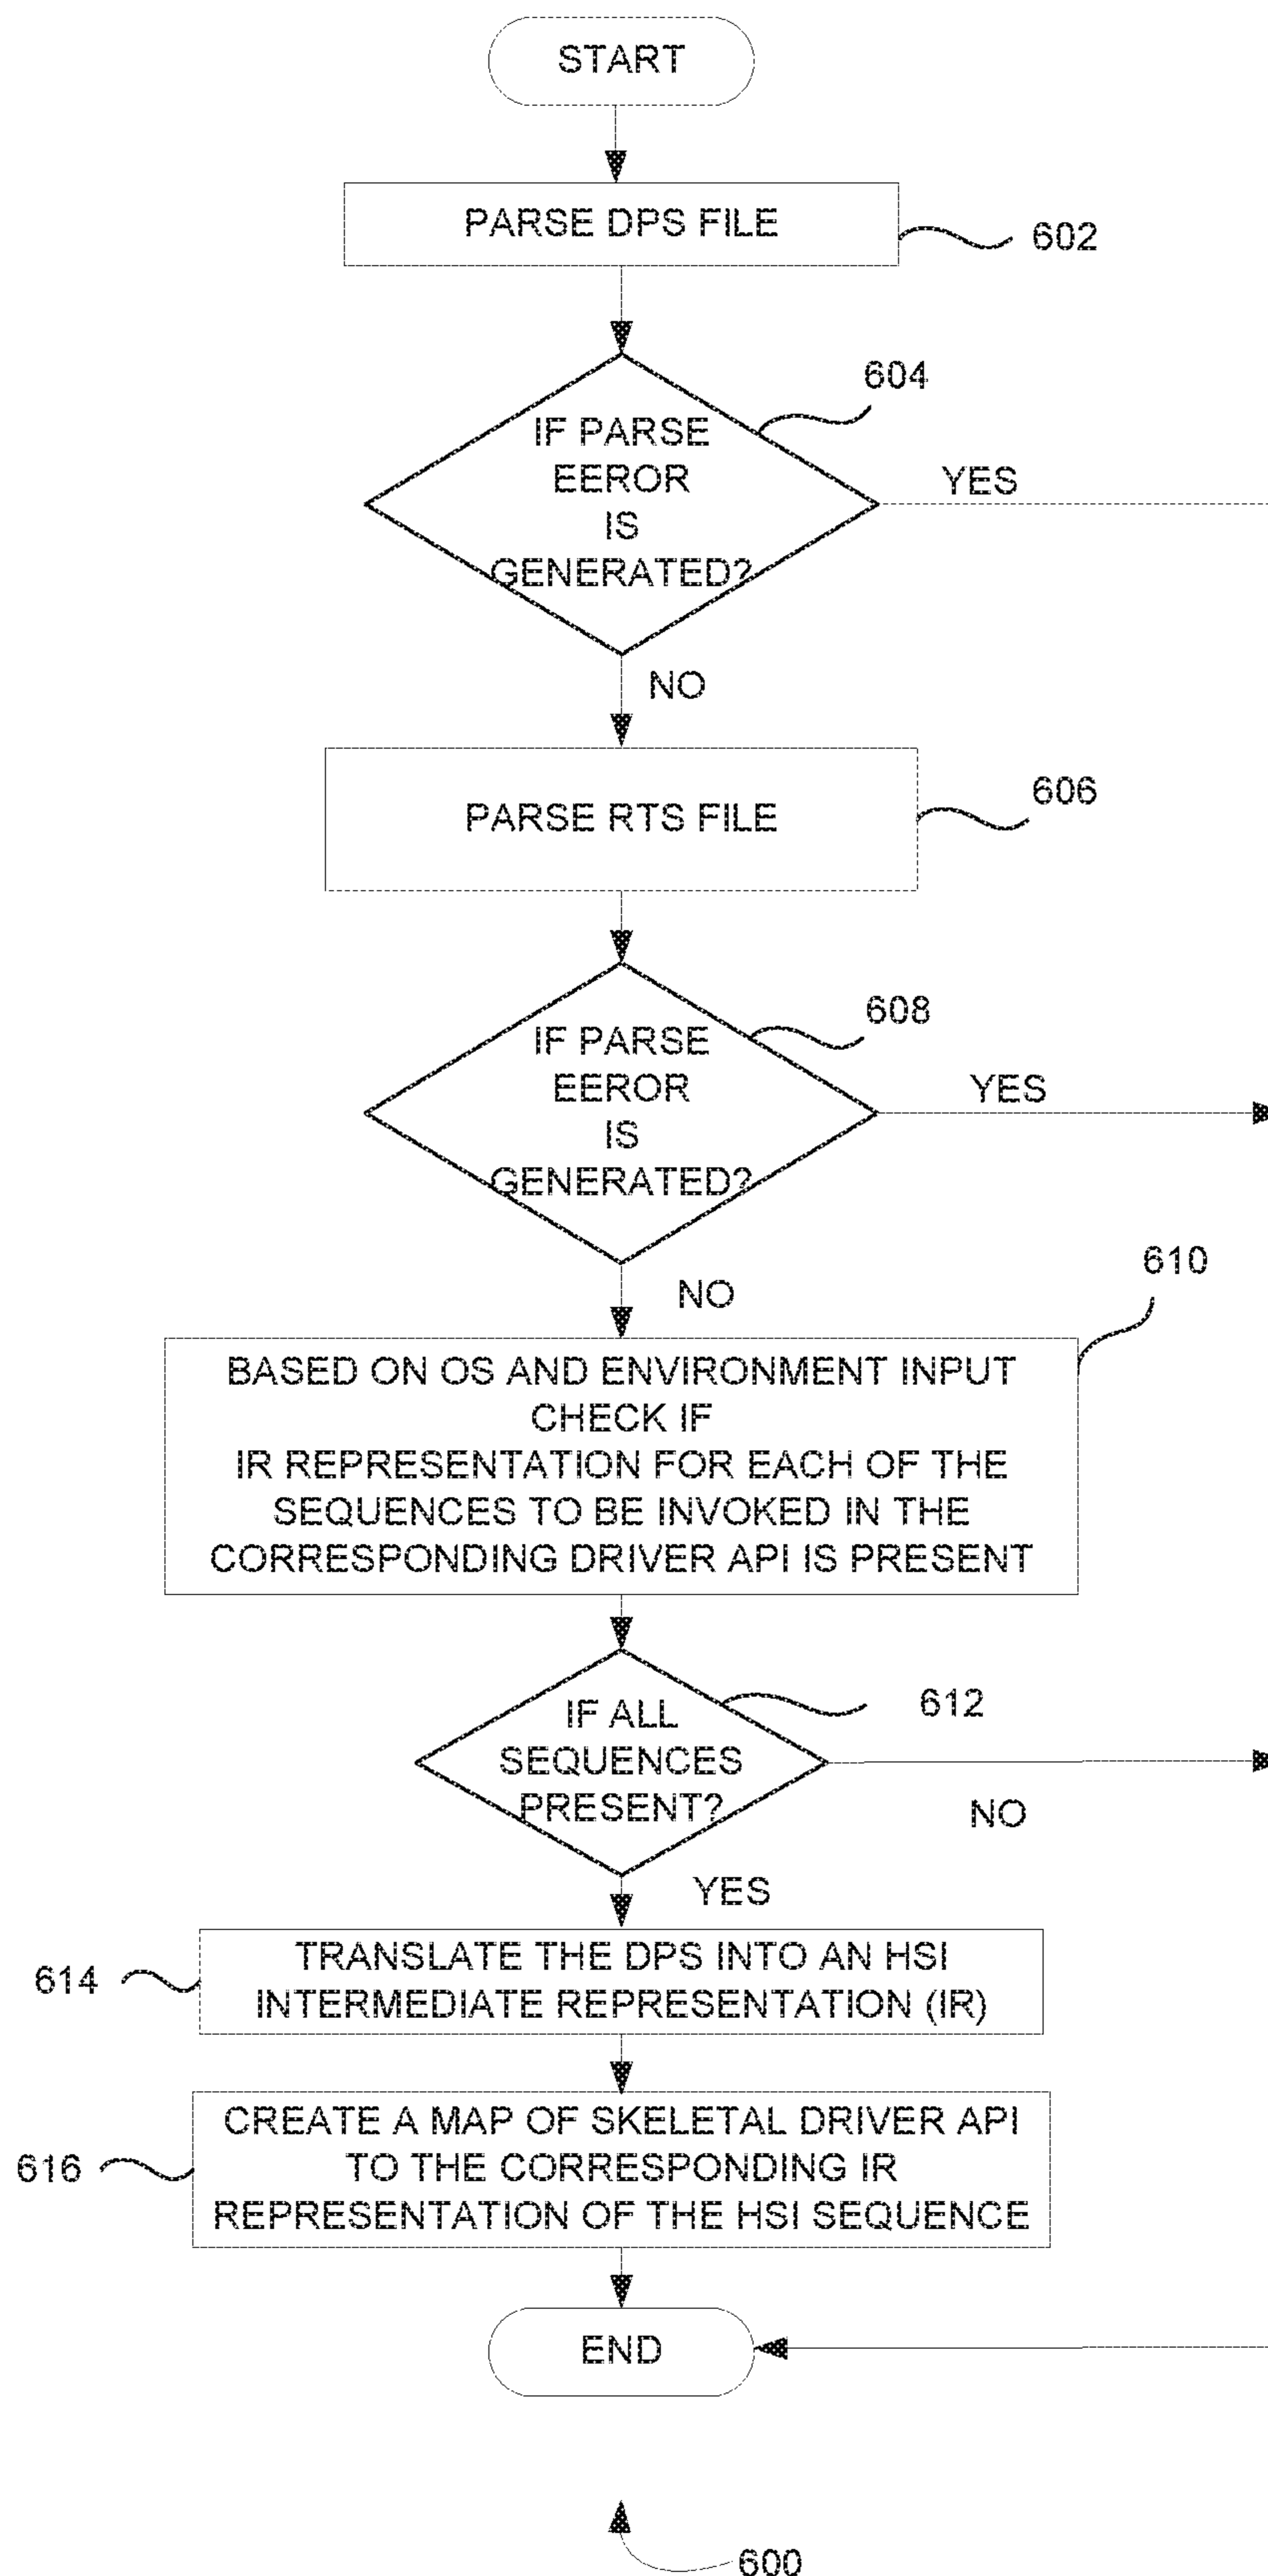 START
PARSE DPS FILE
602
604
IF PARSE
EEROR
IS
GENERATED?
YES
NO
PARSE RTS FILE
606
608
IF PARSE
EEROR
IS
GENERATED?
YES
NO
610
BASED ON OS AND ENVIRONMENT INPUT
CHECK IF
IR REPRESENTATION FOR EACH OF THE
SEQUENCES TO BE INVOKED IN THE
CORRESPONDING DRIVER API IS PRESENT
612
IF ALL
SEQUENCES
PRESENT?
NO
YES
614
TRANSLATE THE DPS INTO AN HSI
INTERMEDIATE REPRESENTATION (IR)
616
CREATE A MAP OF SKELETAL DRIVER API
TO THE CORRESPONDING IR
REPRESENTATION OF THE HSI SEQUENCE
END
600